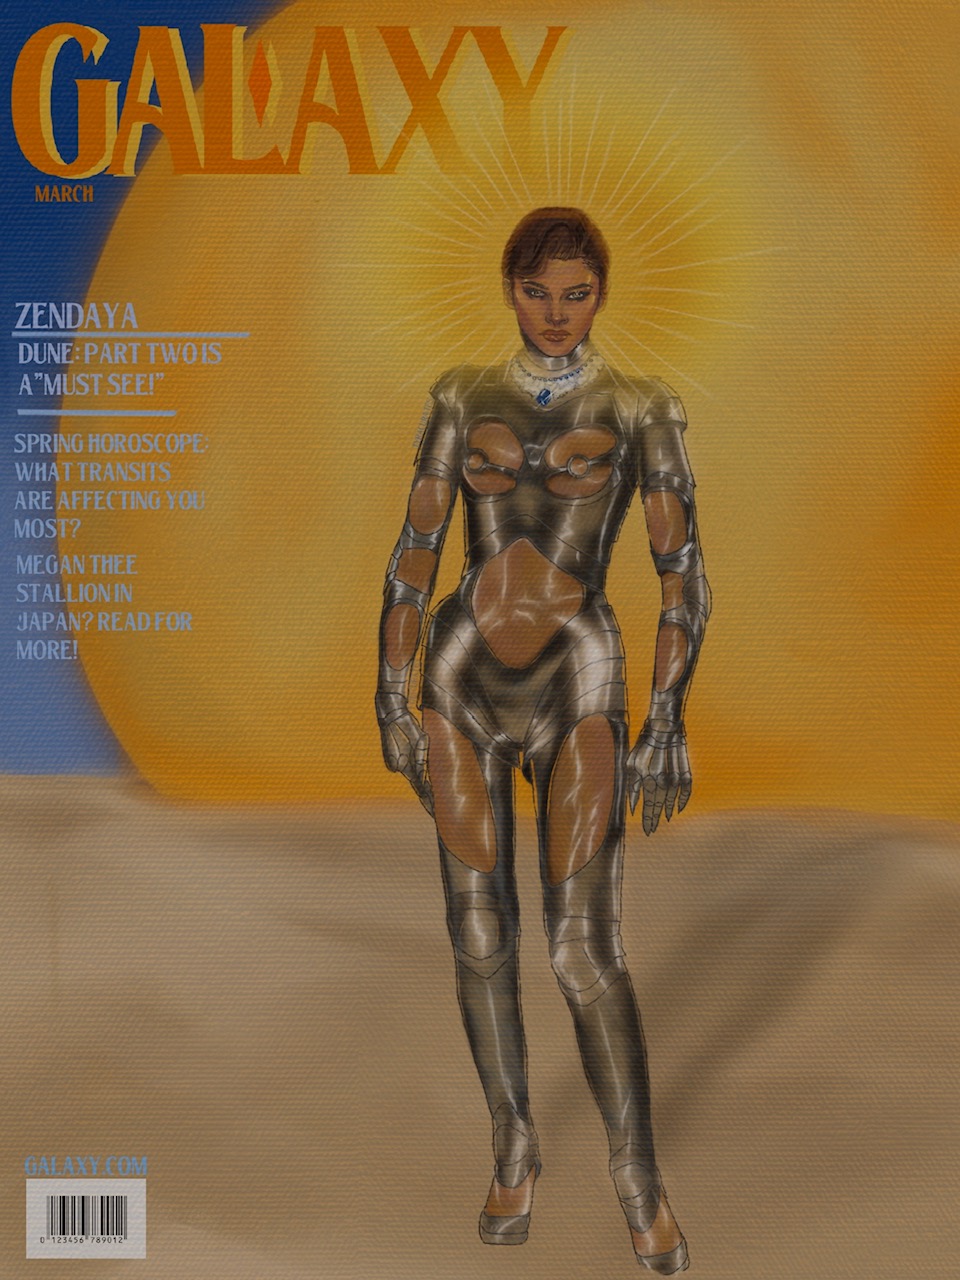 GALAXY
MARCH
ZENDAYA
DUNE: PART TWO IS
A "MUST SEE!"
SPRING HOROSCOPE:
WHAT TRANSITS
ARE AFFECTING YOU
MOST?
MEGAN THEE
STALLION IN
JAPAN? READ FOR
MORE!
GALAXY.COM
0 123456 789012